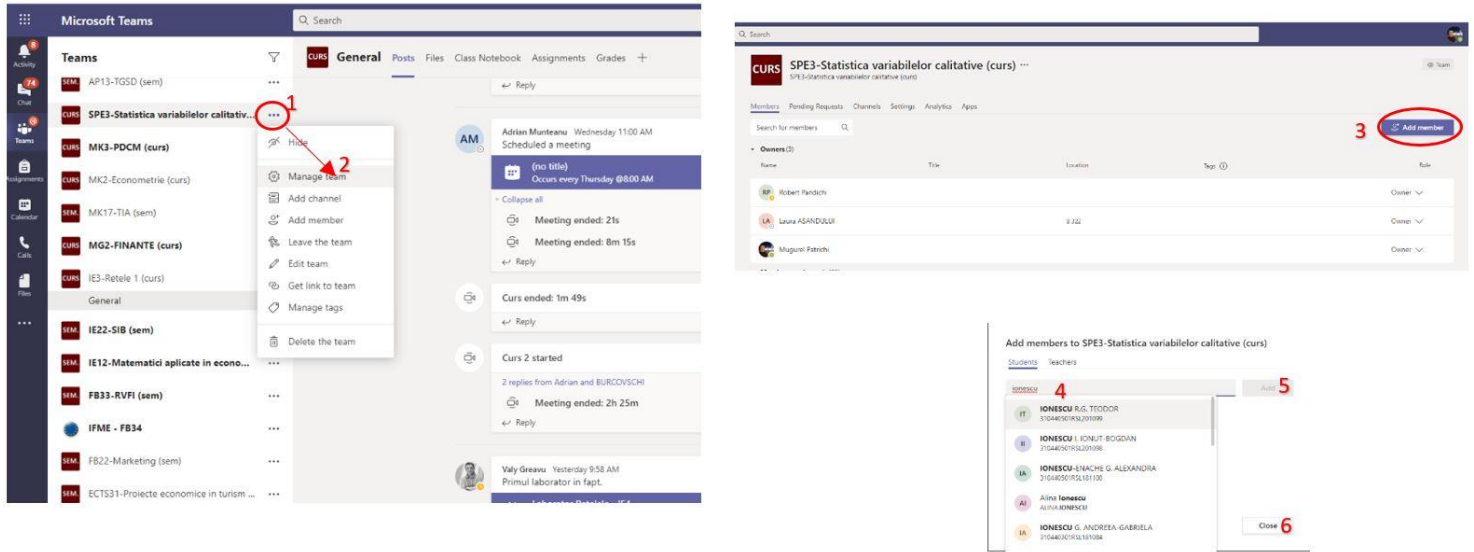 Microsoft Teams
Search
8
Activity
74
Chat
Teams
Assignments
Calendar
Calls
Files
Teams
SEM. AP13-TGSD (sem)
CURS SPE3-Statistica variabilelor calitativ...
1
CURS MK3-PDCM (curs)
CURS MK2-Econometrie (curs)
SEM. MK17-TIA (sem)
CURS MG2-FINANTE (curs)
CURS IE3-Retele 1 (curs)
General
SEM. IE22-SIB (sem)
SEM. IE12-Matematici aplicate in econo...
SEM. FB33-RVFI (sem)
IFME - FB34
SEM. FB22-Marketing (sem)
SEM. ECTS31-Proiecte economice in turism ...
Hide
2
Manage team
Add channel
Add member
Leave the team
Edit team
Get link to team
Manage tags
Delete the team
CURS General Posts Files Class Notebook Assignments Grades
Reply
AM
Adrian Munteanu Wednesday 11:00 AM
Scheduled a meeting
(no title)
Occurs every Thursday @8:00 AM
Collapse all
Meeting ended: 21s
Meeting ended: 8m 15s
Reply
Curs ended: 1m 49s
Reply
Curs 2 started
2 replies from Adrian and BURCOVSCHI
Meeting ended: 2h 25m
Reply
Valy Greavu Yesterday 9:58 AM
Primul laborator in fapt.
Search
CURS
SPE3-Statistica variabilelor calitative (curs) ...
SPE3-Statistica variabilelor calitative (curs)
Team
Members Pending Requests Channels Settings Analytics Apps
Search for members
3
Add member
Owners (3)
Name Title Location Tags Role
RP Robert Pandichi Owner
LA Laura ASANDULUI Owner
Mugurel Patrichi Owner
Add members to SPE3-Statistica variabilelor calitative (curs)
Students Teachers
ionescu 4
Add 5
IT IONESCU R.G. TEODOR
310440501RSL201099
II IONESCU I. IONUT-BOGDAN
310440501RSL201098
IA IONESCU-ENACHE G. ALEXANDRA
310440501RSL181100
AI Alina Ionescu
ALINA.IONESCU
IA IONESCU G. ANDREEA-GABRIELA
310440301RSL181084
Close 6